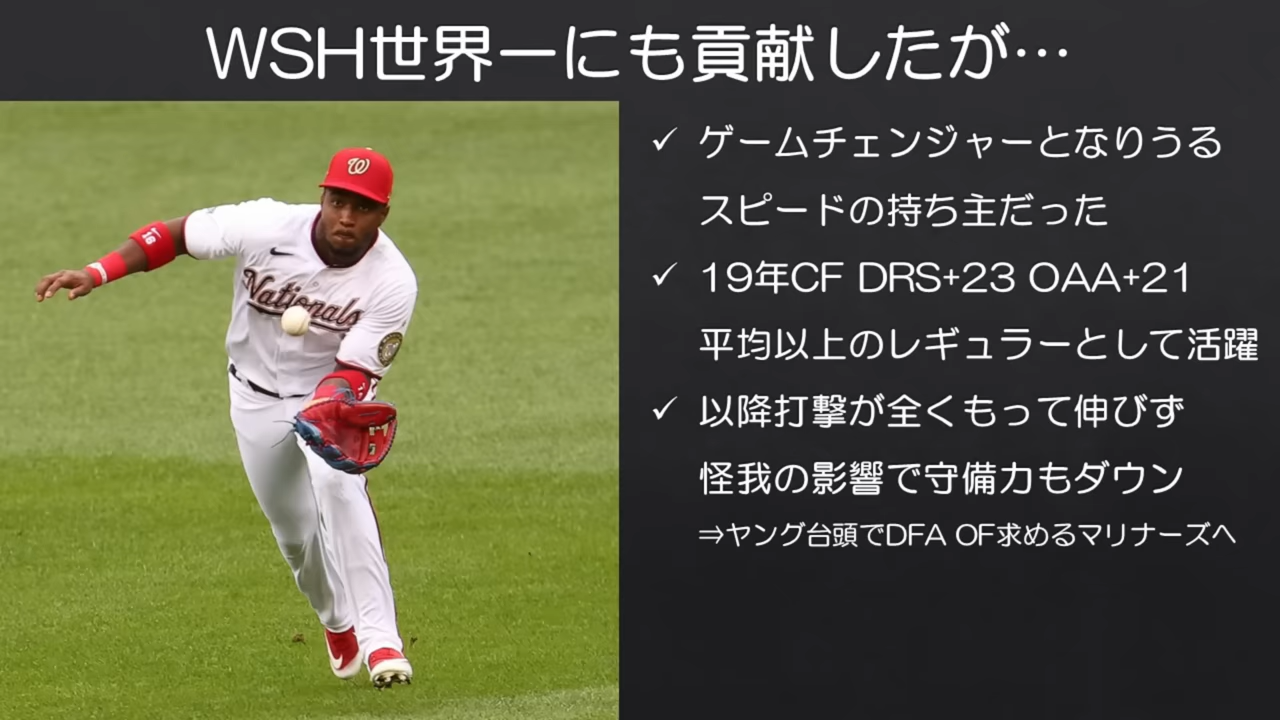 WSH世界一にも貢献したが…
✓ ゲームチェンジャーとなりうる
スピードの持ち主だった
✓ 19年CF DRS+23 OAA+21
平均以上のレギュラーとして活躍
✓ 以降打撃が全くもって伸びず
怪我の影響で守備力もダウン
⇒ヤング台頭でDFA OF求めるマリナーズへ
W
16
Nationals